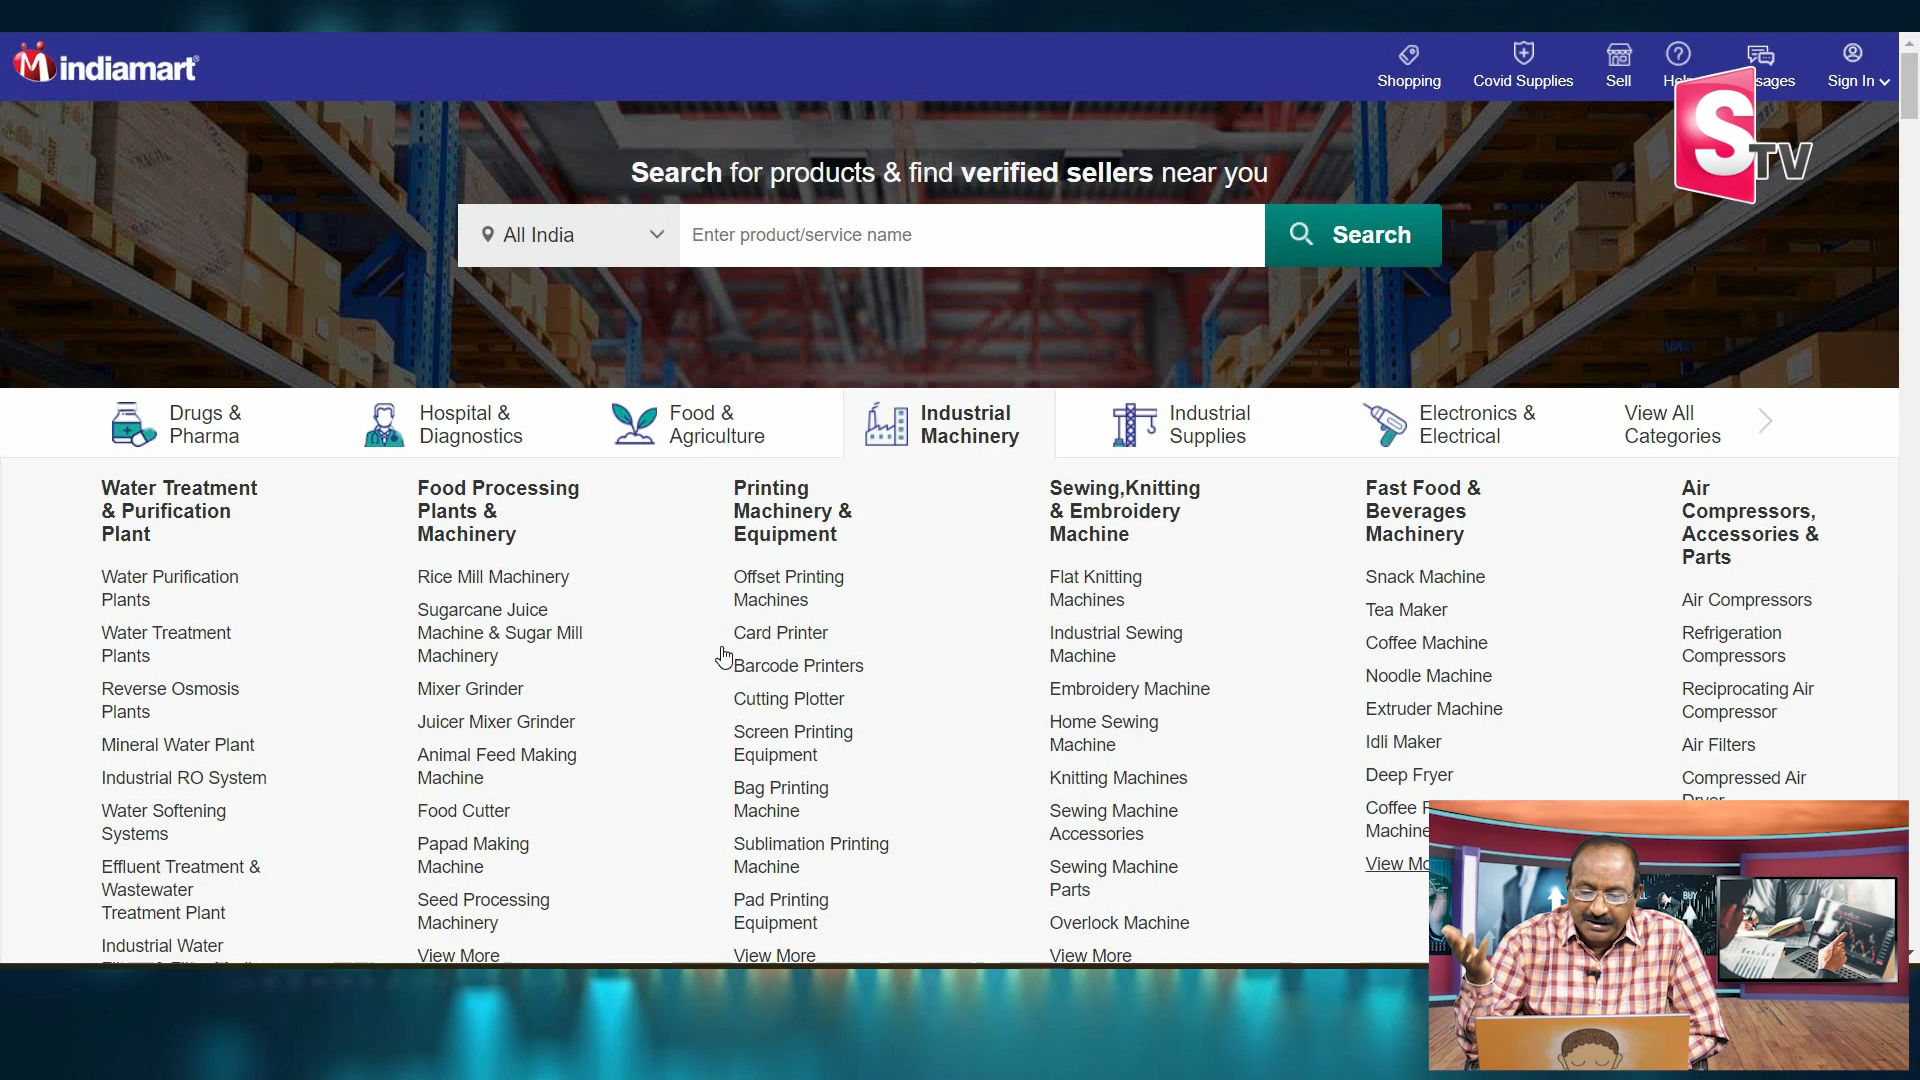 indiamart
Shopping
Covid Supplies
Sell
Sign In
S TV
Search for products & find verified sellers near you
All India
Enter product/service name
Search
Drugs &
Pharma
Hospital &
Diagnostics
Food &
Agriculture
Industrial
Machinery
Industrial
Supplies
Electronics &
Electrical
View All
Categories
Water Treatment
& Purification
Plant
Water Purification
Plants
Water Treatment
Plants
Reverse Osmosis
Plants
Mineral Water Plant
Industrial RO System
Water Softening
Systems
Effluent Treatment &
Wastewater
Treatment Plant
Industrial Water
Food Processing
Plants &
Machinery
Rice Mill Machinery
Sugarcane Juice
Machine & Sugar Mill
Machinery
Mixer Grinder
Juicer Mixer Grinder
Animal Feed Making
Machine
Food Cutter
Papad Making
Machine
Seed Processing
Machinery
View More
Printing
Machinery &
Equipment
Offset Printing
Machines
Card Printer
Barcode Printers
Cutting Plotter
Screen Printing
Equipment
Bag Printing
Machine
Sublimation Printing
Machine
Pad Printing
Equipment
View More
Sewing,Knitting
& Embroidery
Machine
Flat Knitting
Machines
Industrial Sewing
Machine
Embroidery Machine
Home Sewing
Machine
Knitting Machines
Sewing Machine
Accessories
Sewing Machine
Parts
Overlock Machine
View More
Fast Food &
Beverages
Machinery
Snack Machine
Tea Maker
Coffee Machine
Noodle Machine
Extruder Machine
Idli Maker
Deep Fryer
Coffee
Machine
View
Air
Compressors,
Accessories &
Parts
Air Compressors
Refrigeration
Compressors
Reciprocating Air
Compressor
Air Filters
Compressed Air
BUY